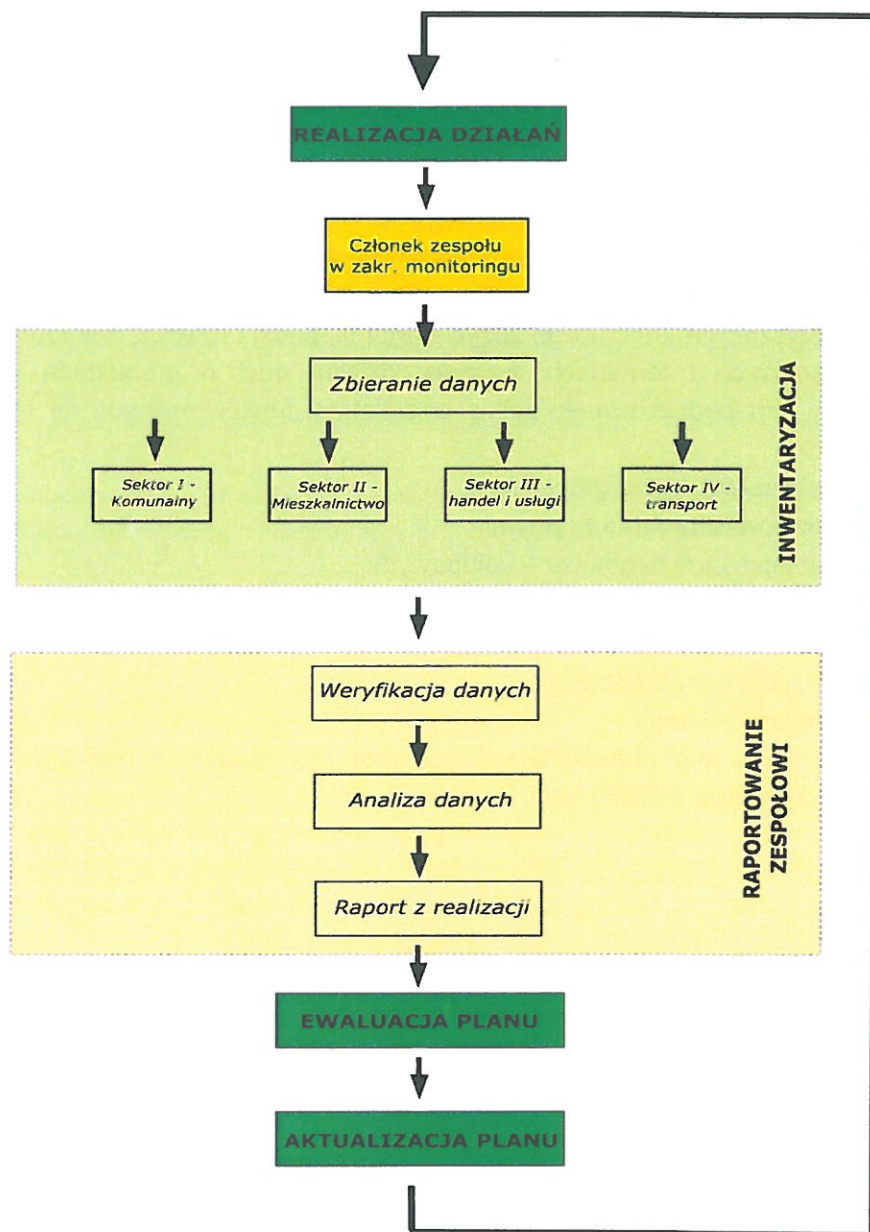 REALIZACJA DZIAŁAŃ
Członek zespołu
w zakr. monitoringu
Zbieranie danych
Sektor I -
Komunalny
Sektor II -
Mieszkalnictwo
Sektor III -
handel i usługi
Sektor IV -
transport
INWENTARYZACJA
Weryfikacja danych
Analiza danych
Raport z realizacji
RAPORTOWANIE
ZESPOŁOWI
EWALUACJA PLANU
AKTUALIZACJA PLANU